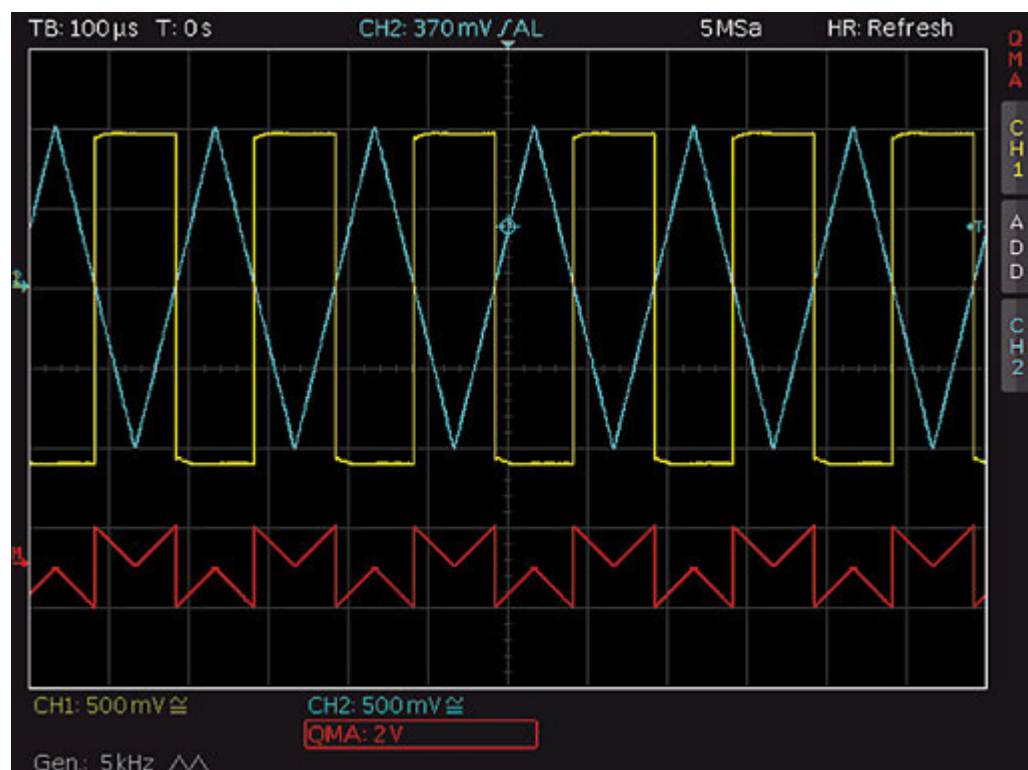 TB: 100µs T: 0s CH2: 370mV ∫AL 5MSa HR: Refresh
QMA
CH1
ADD
CH2
2
M
T
CH1: 500mV≅ CH2: 500mV≅
QMA: 2V
Gen.: 5kHz